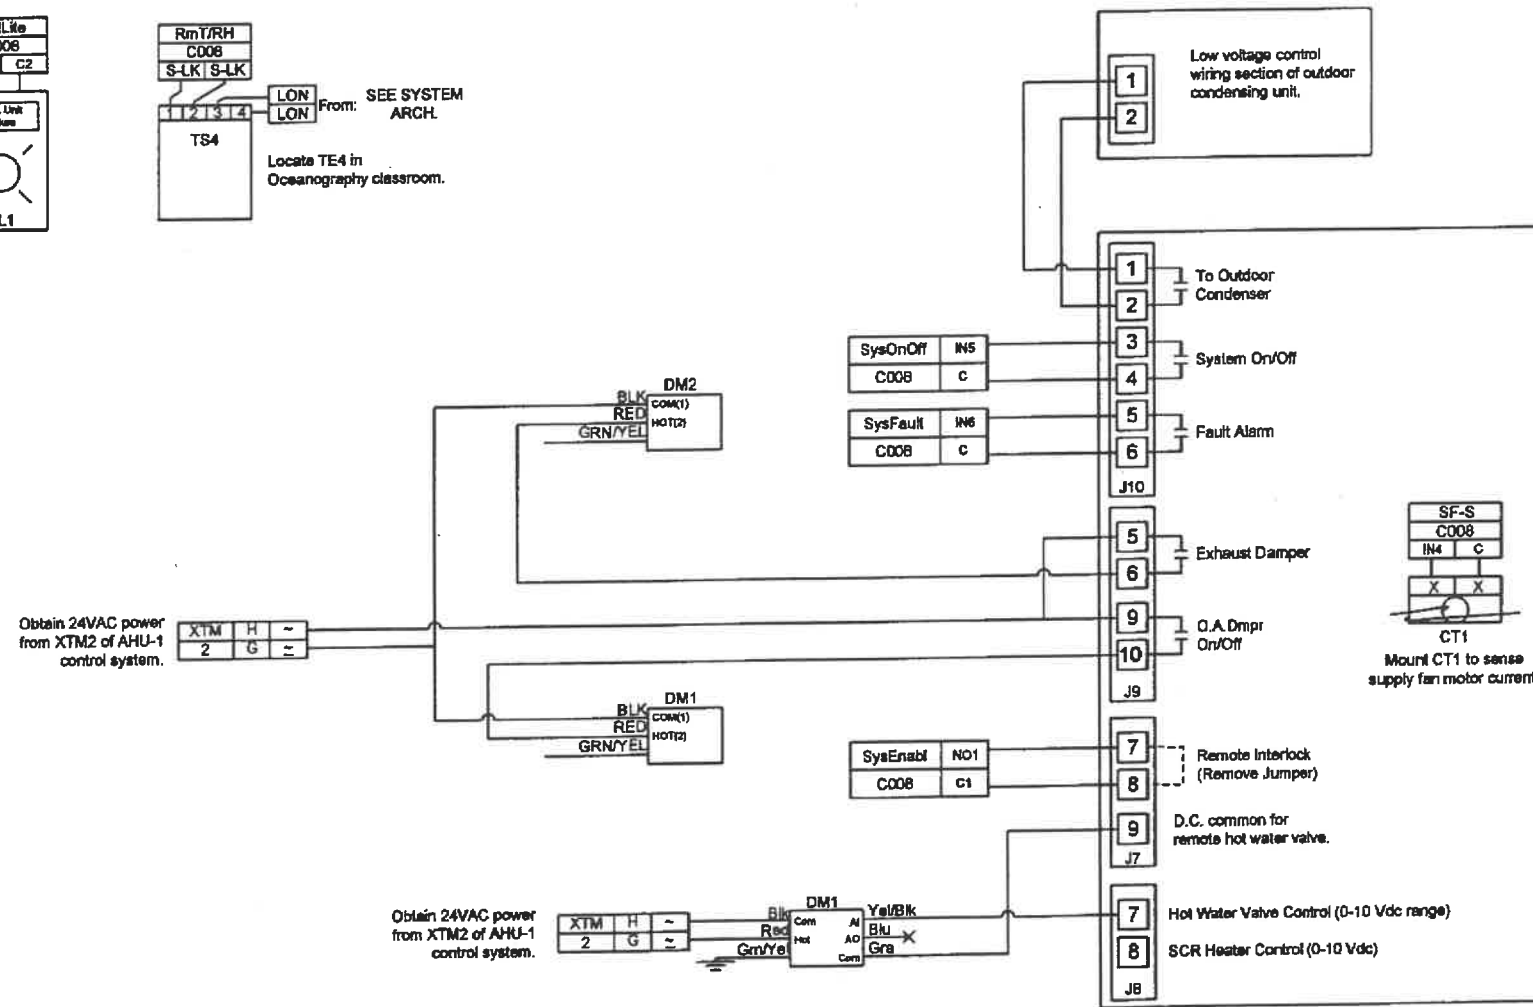 C2
L1
RmT/RH
C008
S-LK S-LK
1 2 3 4
TS4
LON
LON
From: SEE SYSTEM
ARCH.
Locate TE4 in
Oceanography classroom.
1
2
Low voltage control
wiring section of outdoor
condensing unit.
1
2
3
4
5
6
J10
To Outdoor
Condenser
System On/Off
Fault Alarm
SysOnOff IN5
C008 C
SysFault IN6
C008 C
DM2
BLK
RED
GRN/YEL
COM(1)
HOT(2)
5
6
9
10
J9
Exhaust Damper
O.A.Dmpr
On/Off
SF-S
C008
IN4 C
X X
CT1
Mount CT1 to sense
supply fan motor current
Obtain 24VAC power
from XTM2 of AHU-1
control system.
XTM H ~
2 G ~
DM1
BLK
RED
GRN/YEL
COM(1)
HOT(2)
SysEnabl NO1
C008 C1
7
8
9
J7
Remote Interlock
(Remove Jumper)
D.C. common for
remote hot water valve.
Obtain 24VAC power
from XTM2 of AHU-1
control system.
XTM H ~
2 G ~
DM1
Blk
Red
Grn/Yel
Com
Hot
AI
AO
Com
Yel/Blk
Blu
Gra
7
8
J8
Hot Water Valve Control (0-10 Vdc range)
SCR Heater Control (0-10 Vdc)